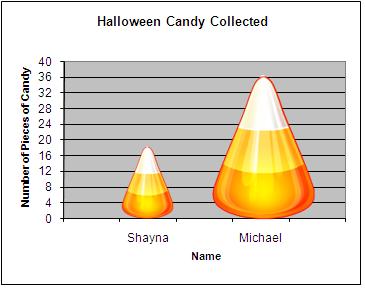 Halloween Candy Collected
Number of Pieces of Candy
40
36
32
28
24
20
16
12
8
4
0
Shayna Michael
Name